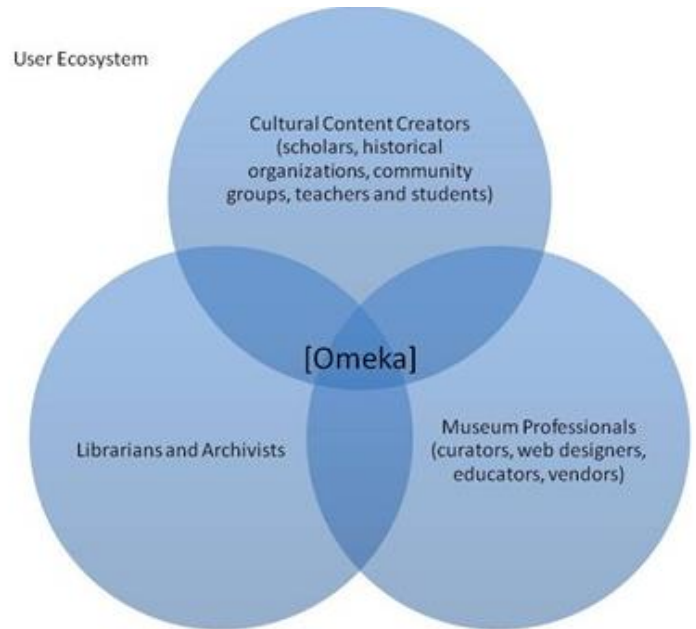 User Ecosystem
Cultural Content Creators
(scholars, historical
organizations, community
groups, teachers and students)
[Omeka]
Librarians and Archivists
Museum Professionals
(curators, web designers,
educators, vendors)